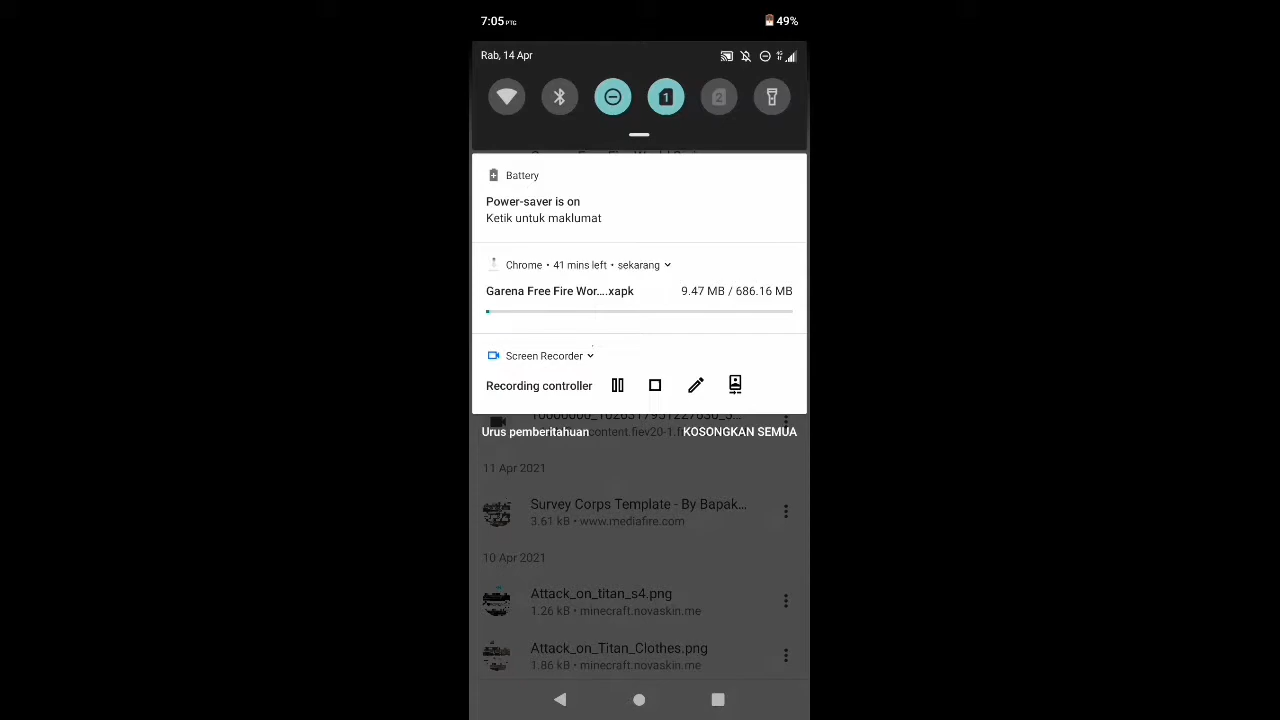 7:05 PTG
49%
Rab, 14 Apr
4G
1
2
Battery
Power-saver is on
Ketik untuk maklumat
Chrome • 41 mins left • sekarang
Garena Free Fire Wor....xapk
9.47 MB / 686.16 MB
Screen Recorder
Recording controller
Urus pemberitahuan
KOSONGKAN SEMUA
11 Apr 2021
Survey Corps Template - By Bapak...
3.61 kB • www.mediafire.com
10 Apr 2021
Attack_on_titan_s4.png
1.26 kB • minecraft.novaskin.me
Attack_on_Titan_Clothes.png
1.86 kB • minecraft.novaskin.me